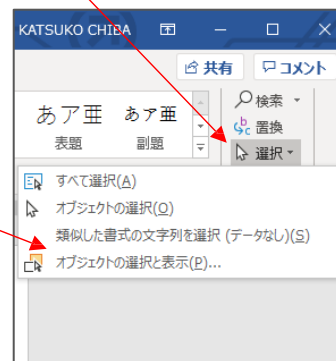 KATSUKO CHIBA
共有 コメント
あア亜 あア亜
表題 副題
検索
置換
選択
すべて選択(A)
オブジェクトの選択(O)
類似した書式の文字列を選択 (データなし)(S)
オブジェクトの選択と表示(P)...